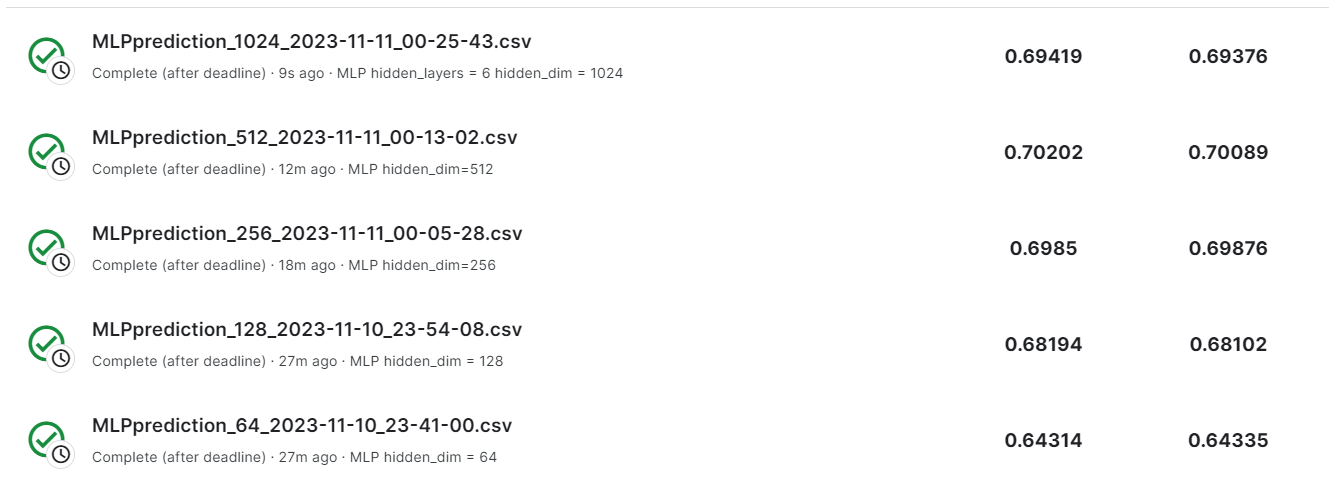 MLPprediction_1024_2023-11-11_00-25-43.csv
Complete (after deadline) · 9s ago · MLP hidden_layers = 6 hidden_dim = 1024
0.69419 0.69376
MLPprediction_512_2023-11-11_00-13-02.csv
Complete (after deadline) · 12m ago · MLP hidden_dim=512
0.70202 0.70089
MLPprediction_256_2023-11-11_00-05-28.csv
Complete (after deadline) · 18m ago · MLP hidden_dim=256
0.6985 0.69876
MLPprediction_128_2023-11-10_23-54-08.csv
Complete (after deadline) · 27m ago · MLP hidden_dim = 128
0.68194 0.68102
MLPprediction_64_2023-11-10_23-41-00.csv
Complete (after deadline) · 27m ago · MLP hidden_dim = 64
0.64314 0.64335